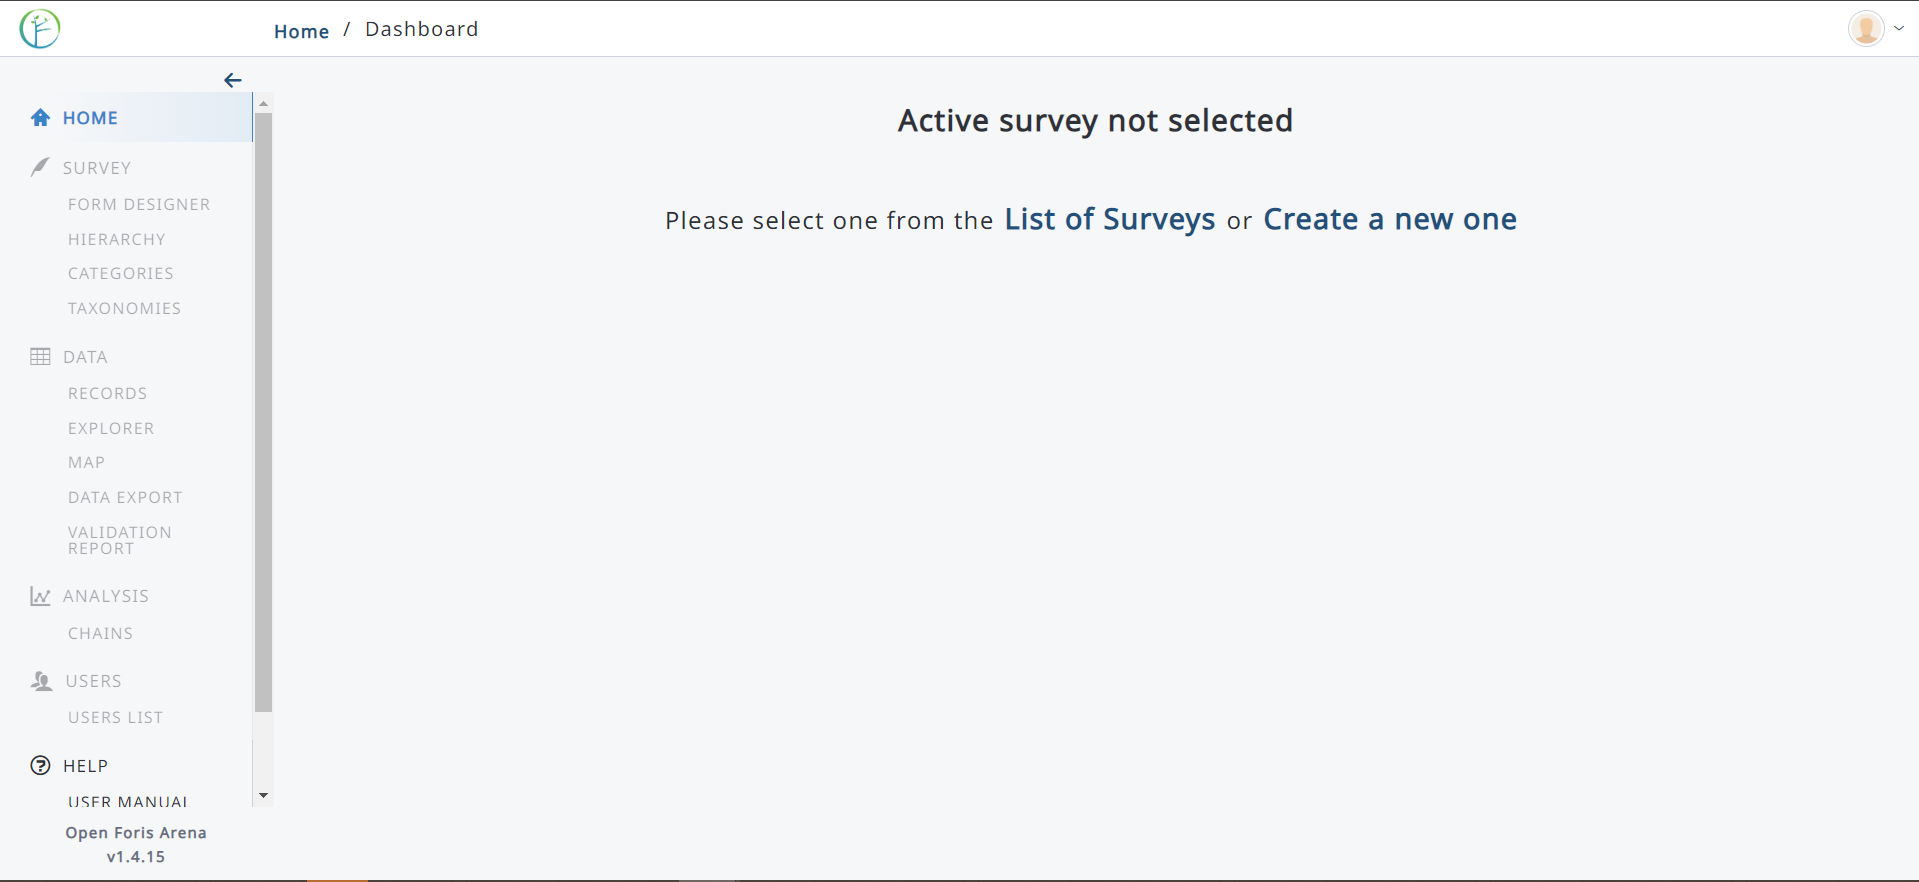 Home / Dashboard
HOME
SURVEY
FORM DESIGNER
HIERARCHY
CATEGORIES
TAXONOMIES
DATA
RECORDS
EXPLORER
MAP
DATA EXPORT
VALIDATION
REPORT
ANALYSIS
CHAINS
USERS
USERS LIST
HELP
USER MANUAL
Open Foris Arena
v1.4.15
Active survey not selected
Please select one from the List of Surveys or Create a new one